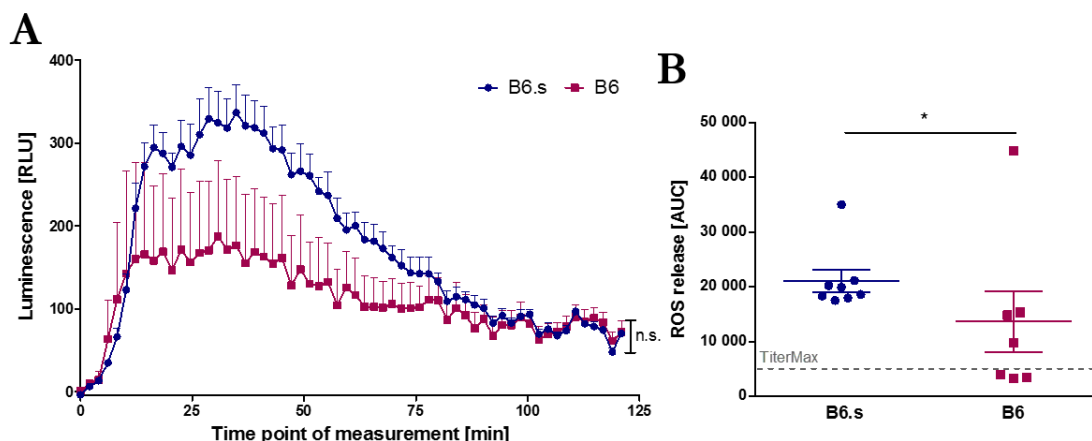 A
Luminescence [RLU]
400
300
200
100
0
B6.s B6
n.s.
0 25 50 75 100 125
Time point of measurement [min]
B
ROS release [AUC]
50 000
40 000
30 000
20 000
10 000
0
*
TiterMax
B6.s B6